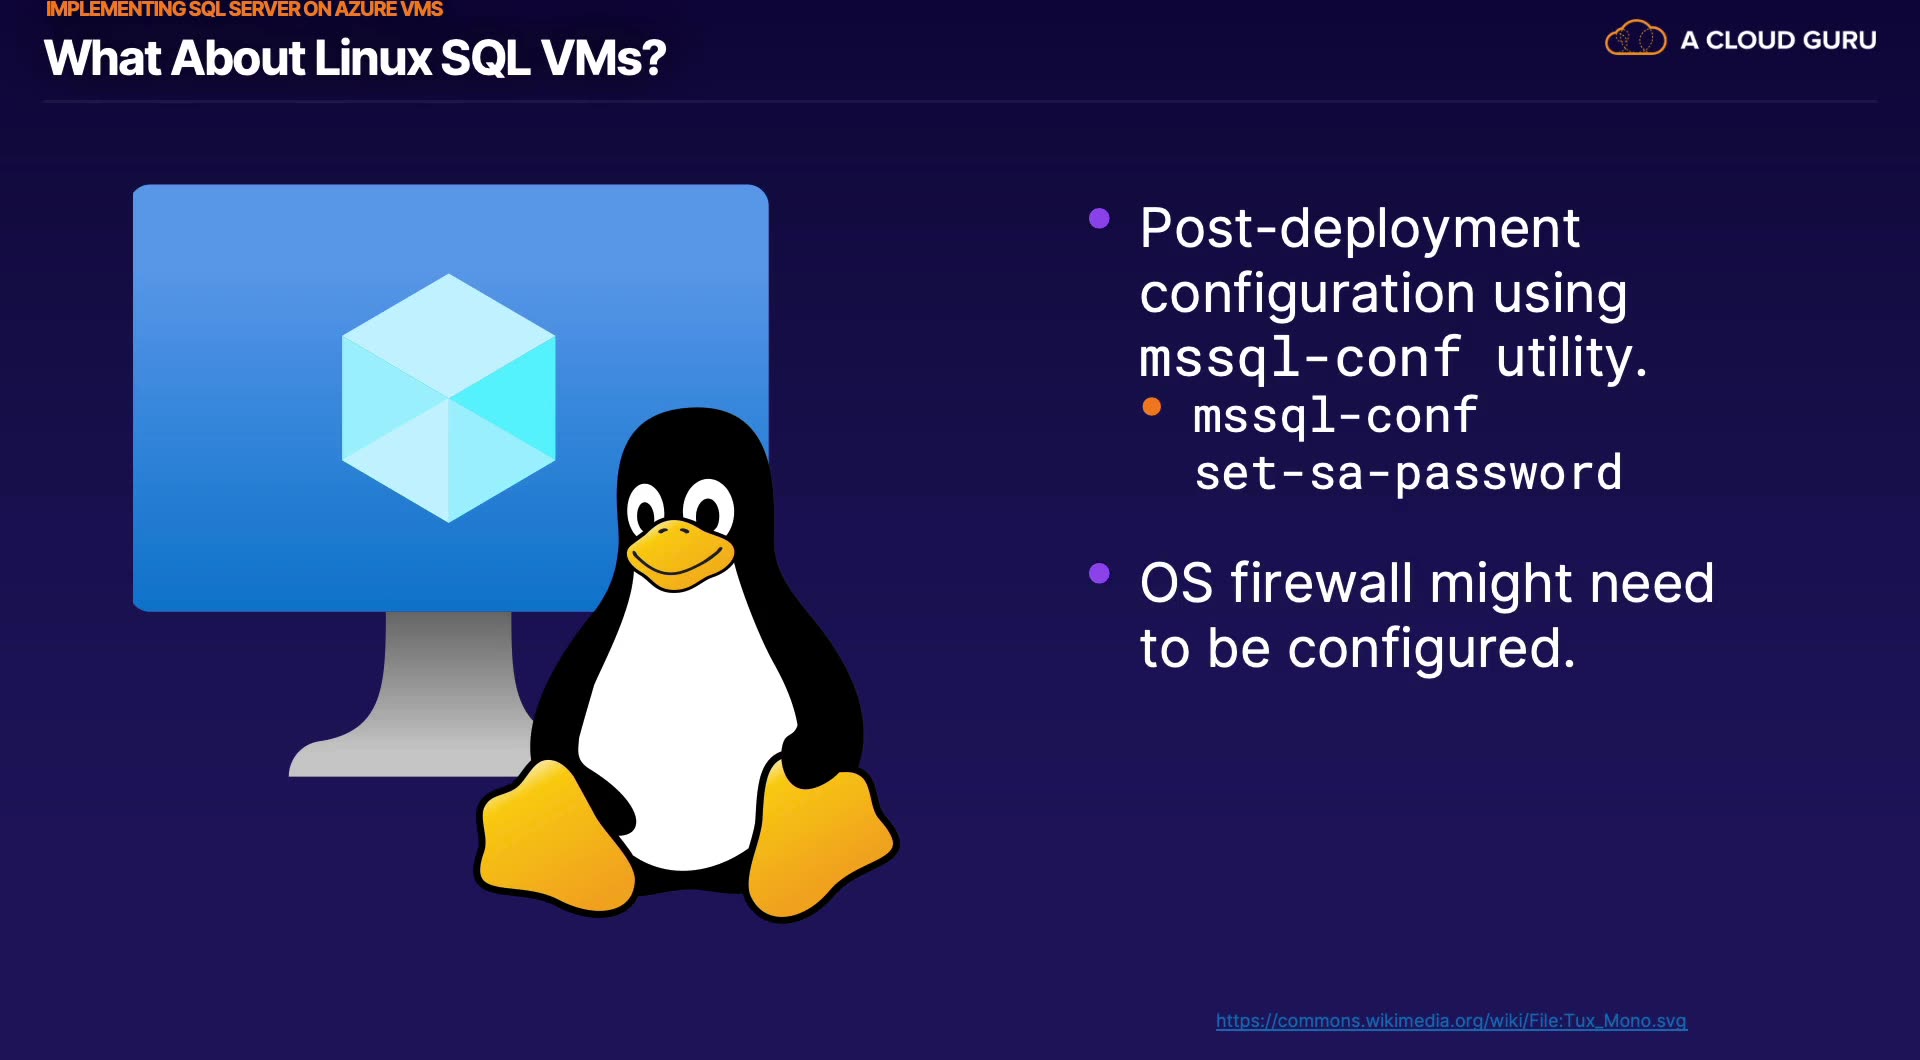 IMPLEMENTING SQL SERVER ON AZURE VMS
What About Linux SQL VMs?
A CLOUD GURU
Post-deployment
configuration using
mssql-conf utility.
mssql-conf
set-sa-password
OS firewall might need
to be configured.
https://commons.wikimedia.org/wiki/File:Tux_Mono.svg